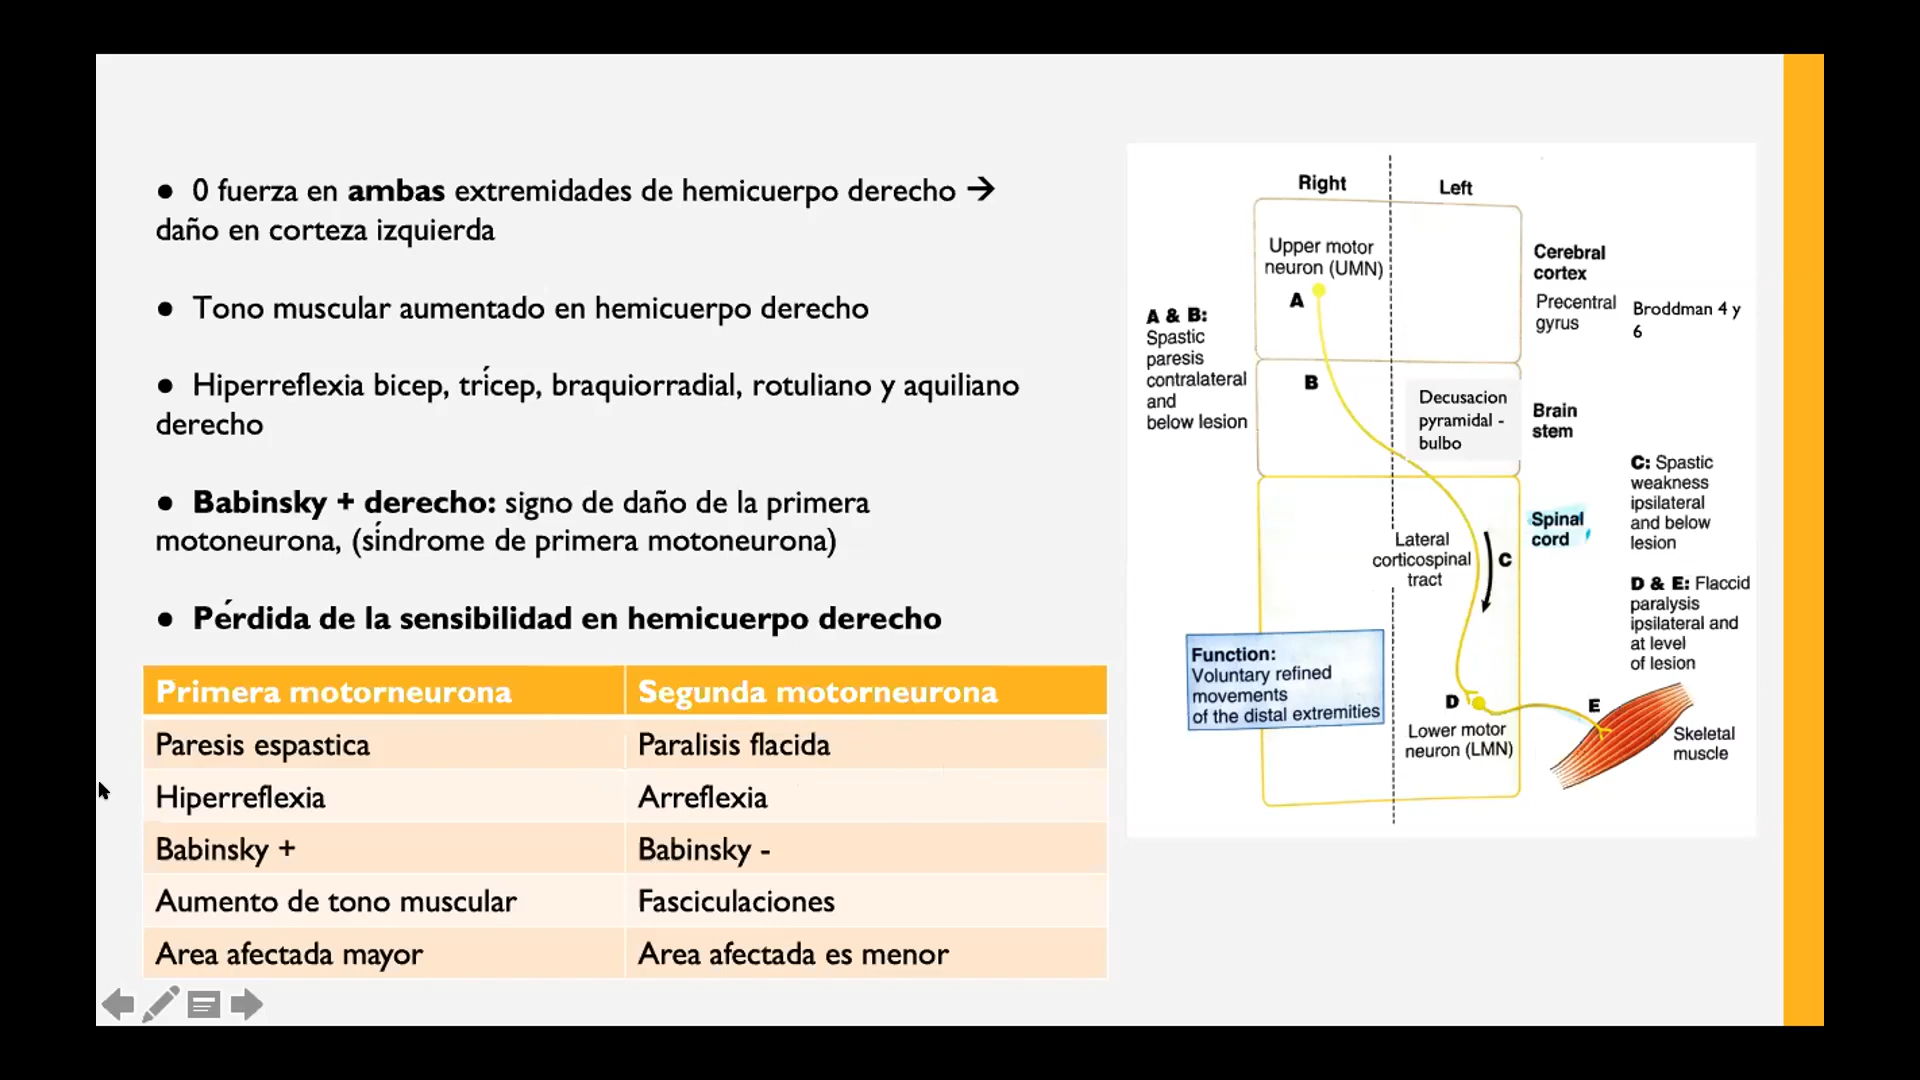 ● 0 fuerza en ambas extremidades de hemicuerpo derecho →
daño en corteza izquierda
● Tono muscular aumentado en hemicuerpo derecho
● Hiperreflexia bicep, trícep, braquiorradial, rotuliano y aquiliano
derecho
● Babinsky + derecho: signo de daño de la primera
motoneurona, (síndrome de primera motoneurona)
● Pérdida de la sensibilidad en hemicuerpo derecho
Primera motorneurona Segunda motorneurona
Paresis espastica Paralisis flacida
Hiperreflexia Arreflexia
Babinsky + Babinsky -
Aumento de tono muscular Fasciculaciones
Area afectada mayor Area afectada es menor
Right Left
Upper motor
neuron (UMN)
A
B
A & B:
Spastic
paresis
contralateral
and
below lesion
Cerebral
cortex
Precentral
gyrus
Broddman 4 y
6
Decusacion
pyramidal -
bulbo
Brain
stem
Spinal
cord
C: Spastic
weakness
ipsilateral
and below
lesion
Lateral
corticospinal
tract
C
D & E: Flaccid
paralysis
ipsilateral and
at level
of lesion
Function:
Voluntary refined
movements
of the distal extremities
D
Lower motor
neuron (LMN)
E
Skeletal
muscle